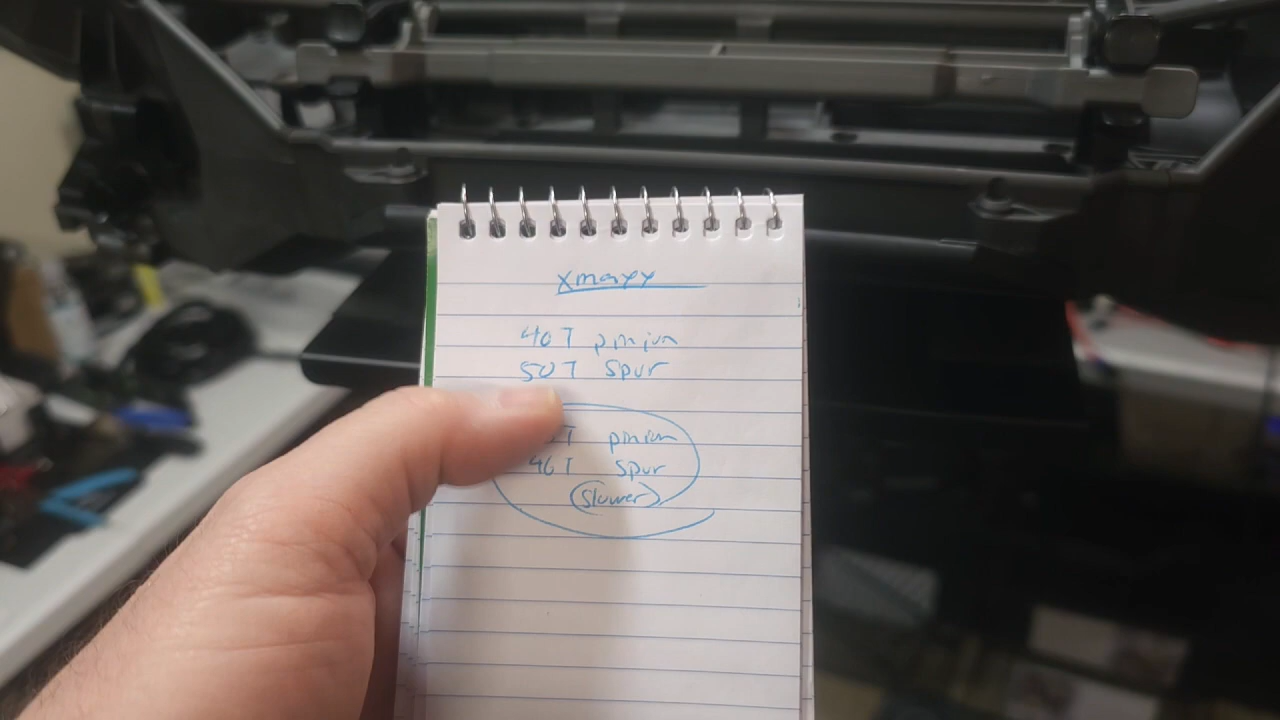 Xmaxx
40T pinion
50T spur
T pinion
46T spur
(slower)